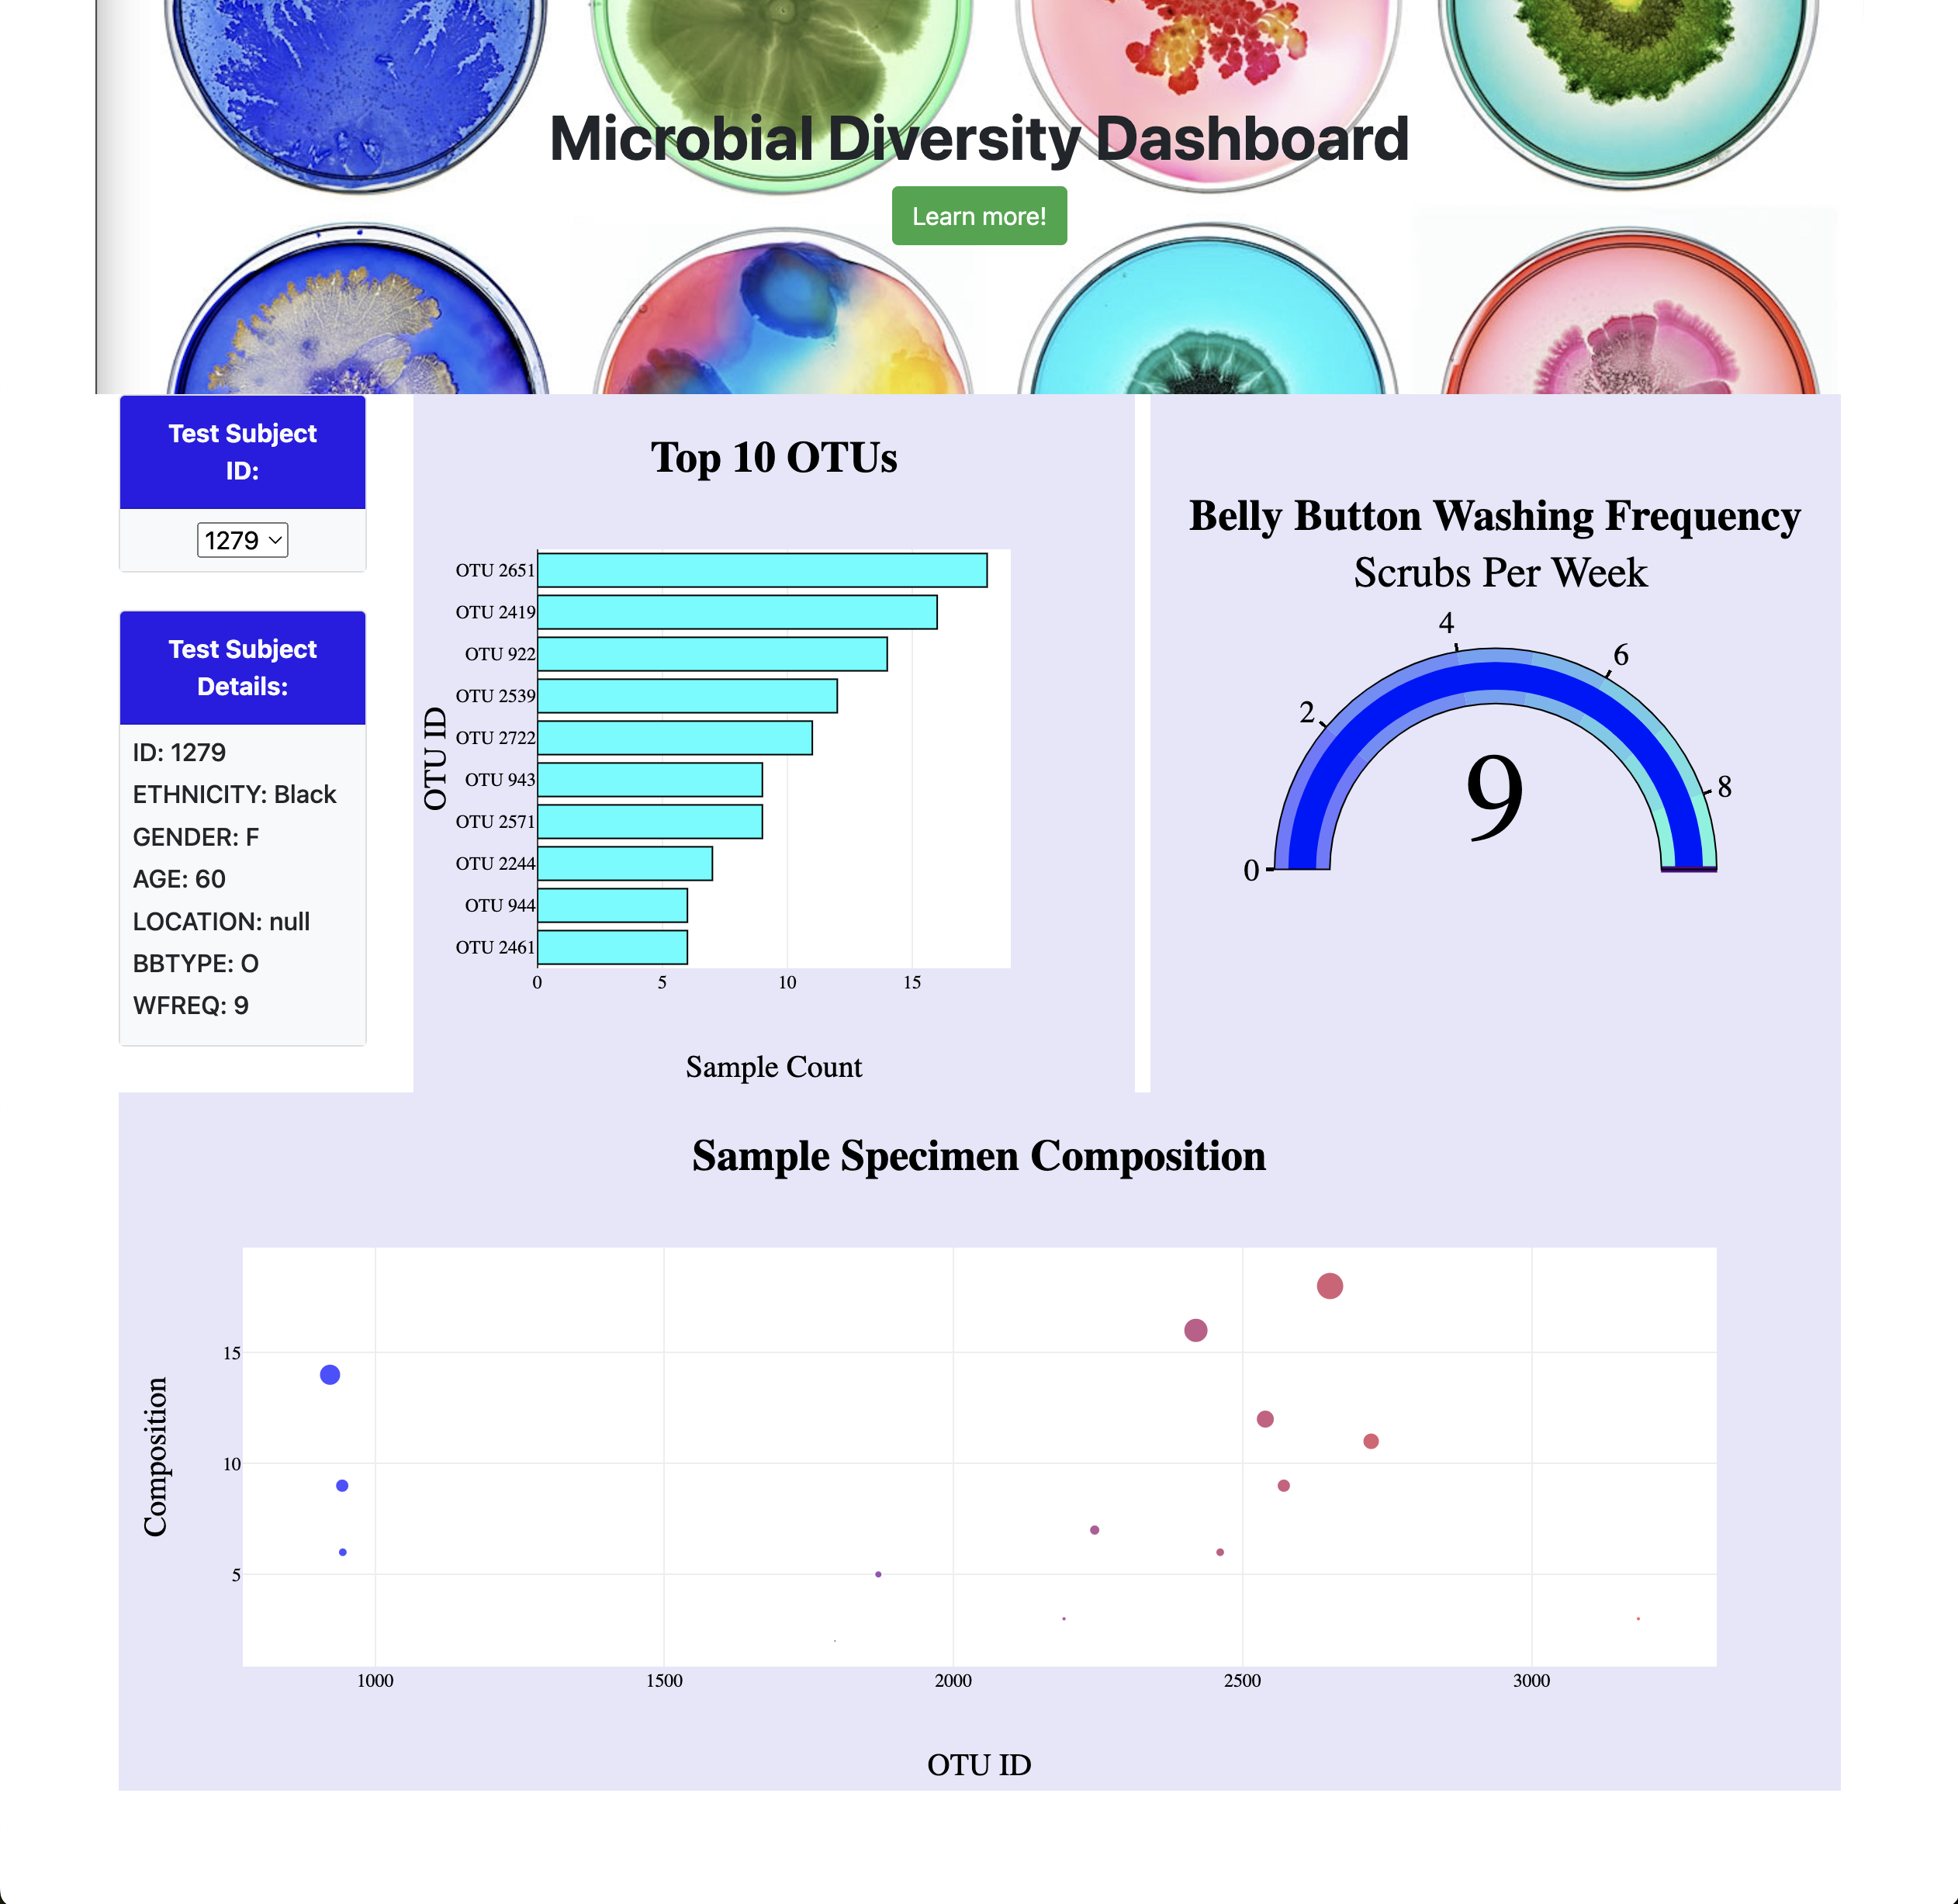 Microbial Diversity Dashboard
Learn more!
Test Subject
ID:
1279
Test Subject
Details:
ID: 1279
ETHNICITY: Black
GENDER: F
AGE: 60
LOCATION: null
BBTYPE: O
WFREQ: 9
Top 10 OTUs
OTU ID
OTU 2651
OTU 2419
OTU 922
OTU 2539
OTU 2722
OTU 943
OTU 2571
OTU 2244
OTU 944
OTU 2461
0 5 10 15
Sample Count
Belly Button Washing Frequency
Scrubs Per Week
0
2
4
6
8
9
Sample Specimen Composition
Composition
15
10
5
1000 1500 2000 2500 3000
OTU ID